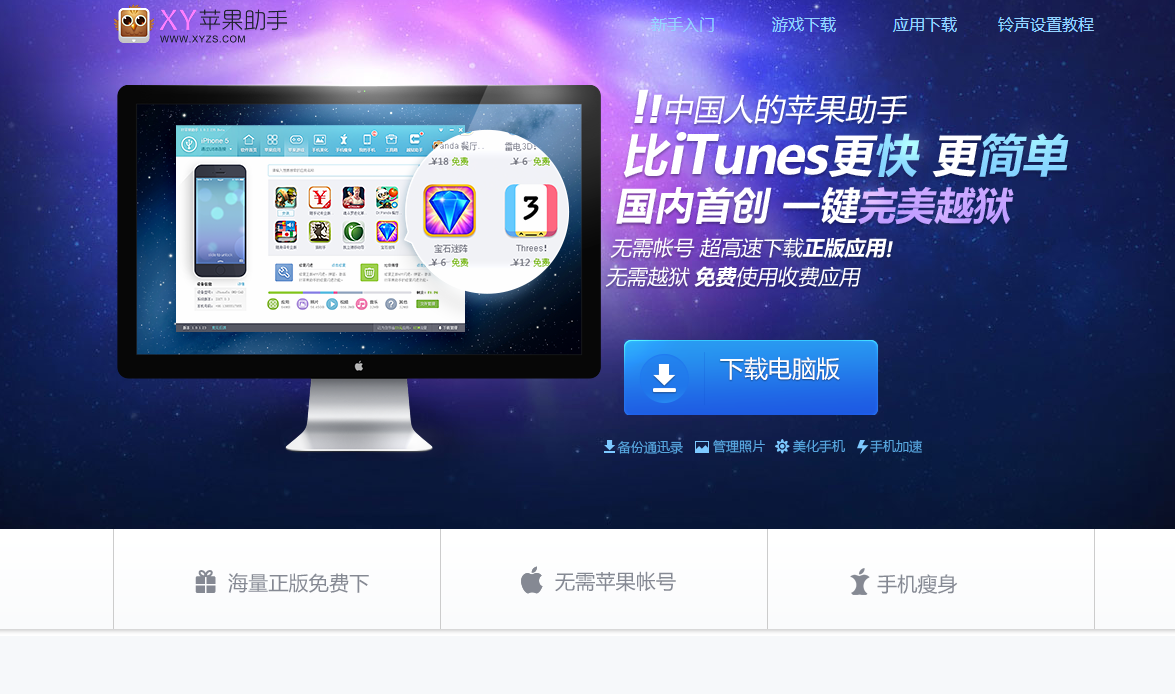 XY苹果助手
WWW.XYZS.COM
新手入门
游戏下载
应用下载
铃声设置教程
!!中国人的苹果助手
比iTunes更快 更简单
国内首创 一键完美越狱
无需帐号 超高速下载正版应用!
无需越狱 免费使用收费应用
iPhone 5
Panda 餐厅..
雷电3D!
¥18 免费
¥ 6 免费
3
宝石迷阵
Threes!
¥ 6 免费
¥12 免费
下载电脑版
备份通迅录
管理照片
美化手机
手机加速
海量正版免费下
无需苹果帐号
手机瘦身